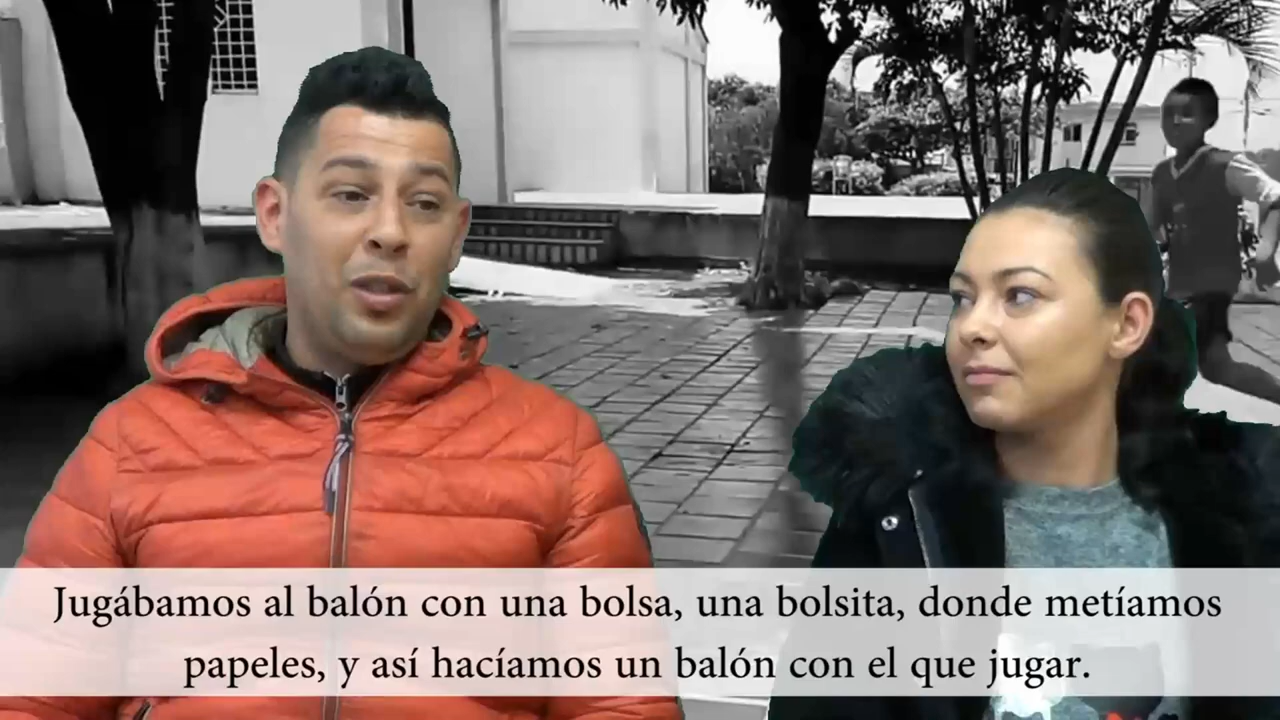 Jugábamos al balón con una bolsa, una bolsita, donde metíamos
papeles, y así hacíamos un balón con el que jugar.